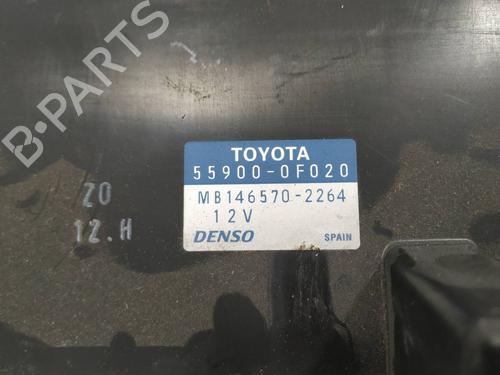 B-PARTS
TOYOTA
55900-0F020
MB146570-2264
12V
DENSO SPAIN
20
12.H